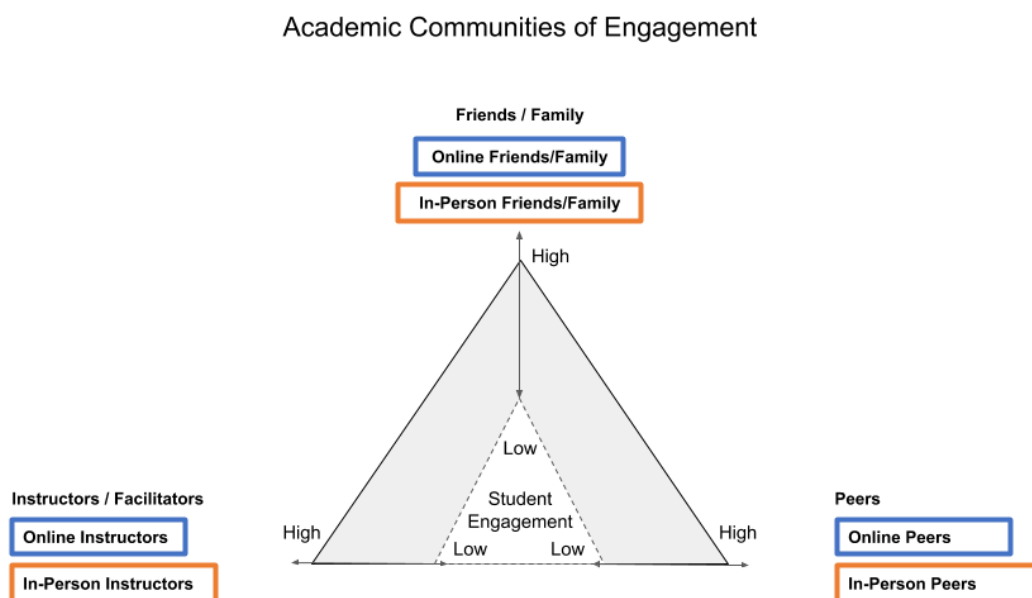 Academic Communities of Engagement
Friends / Family
Online Friends/Family
In-Person Friends/Family
High
Low
Student
Engagement
Instructors / Facilitators
Online Instructors
In-Person Instructors
High
Low
Low
High
Peers
Online Peers
In-Person Peers